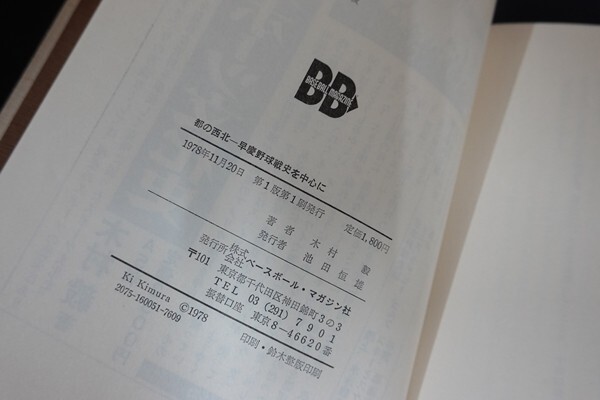 BB
BASEBALL MAGAZINE
都の西北—早慶野球戦史を中心に
1978年11月20日 第1版第1刷発行 定価1,800円
著者 木村 毅
発行者 池田恒雄
発行所 株式会社ベースボール・マガジン社
〒101 東京都千代田区神田錦町3の3
TEL 03 (291) 7901
振替口座 東京8—46620番
印刷・鈴木整版印刷
Ki Kimura ©1978
2075-160051-7609